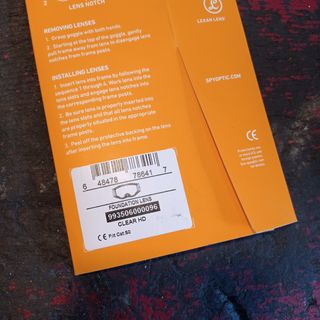 2
LENS NOTCH
REMOVING LENSES
1. Grasp goggle with both hands.
2. Starting at the top of the goggle, gently
pull frame away from lens to disengage lens
notches from frame posts.
INSTALLING LENSES
1. Insert lens into frame by following the
sequence 1 through 4. Work lens into the
lens slots and engage lens notches into
the corresponding frame posts.
2. Be sure lens is properly inserted into
the lens slots and that all lens notches
are properly situated in the appropriate
frame posts.
3. Peel off the protective backing on the lens
after inserting the lens into frame.
6 48478 78641 7
FOUNDATION LENS
993506000096
CLEAR HD
CE Filt Cat S0
L
LEXAN LENS
SPYOPTIC.COM
CE